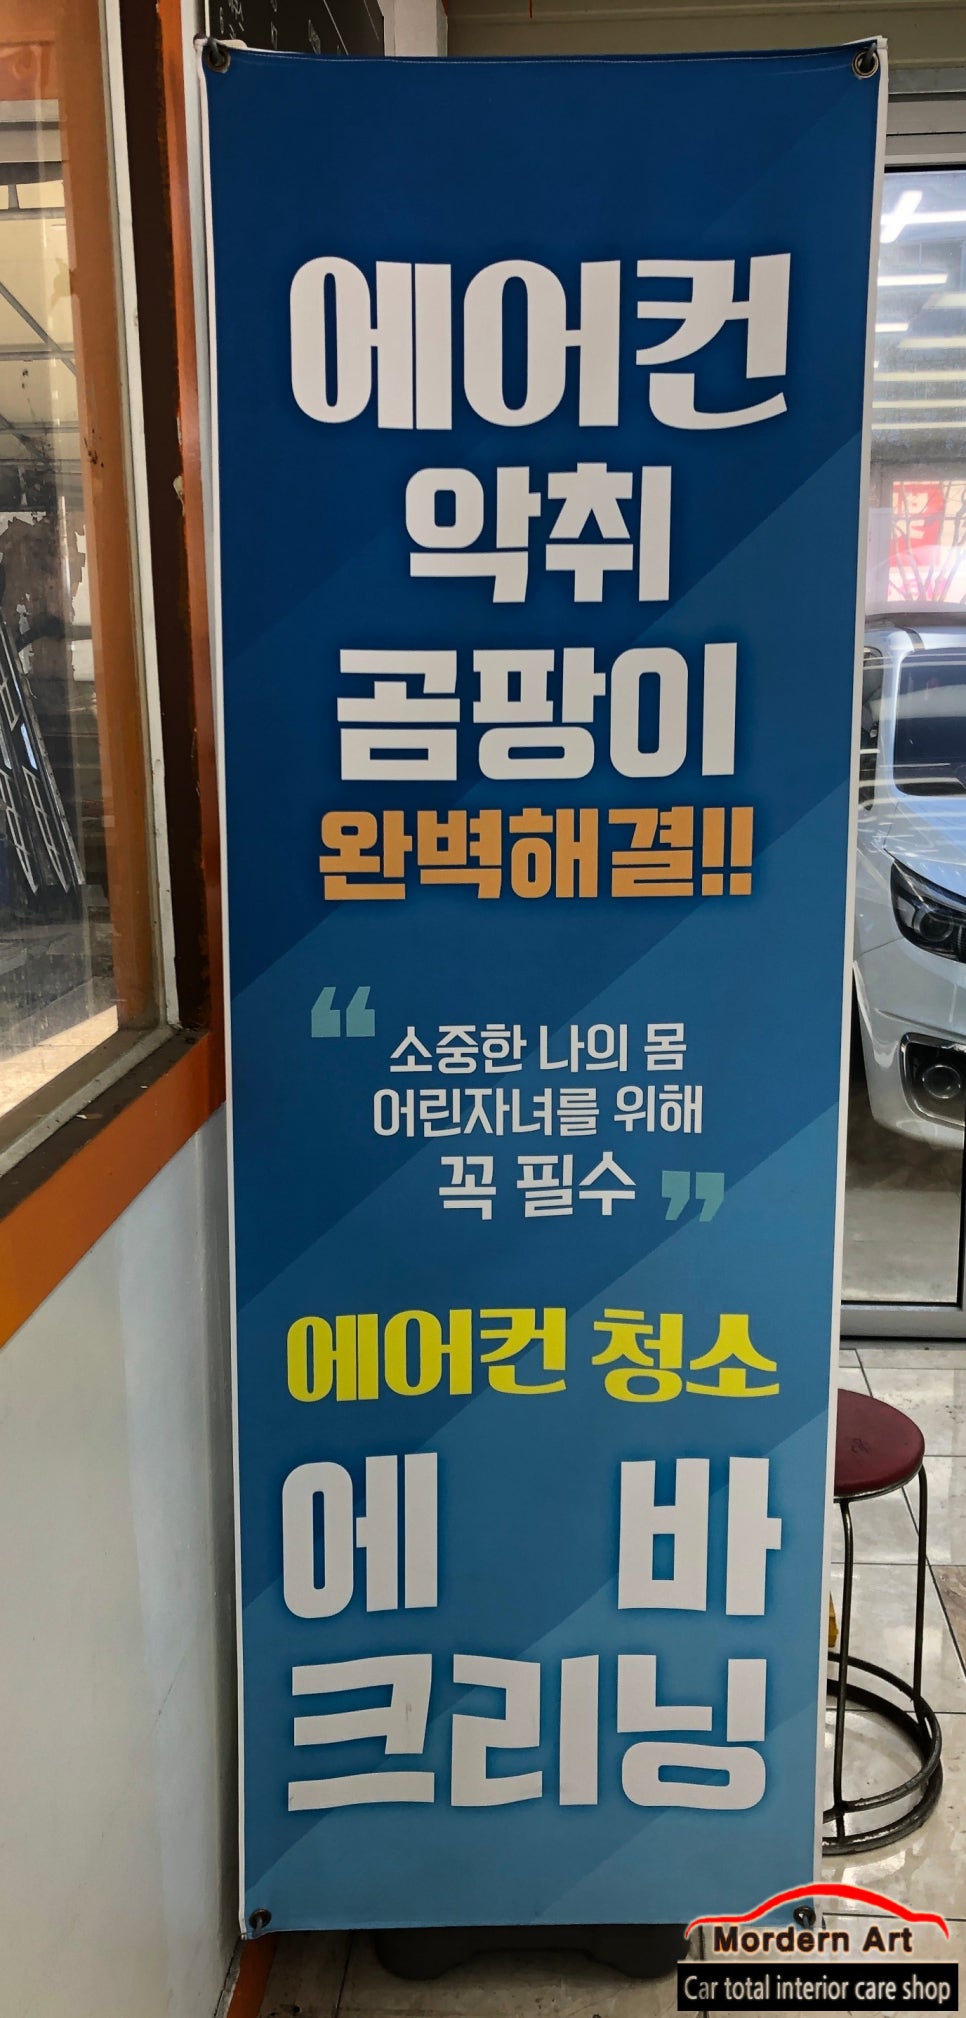 에어컨
악취
곰팡이
완벽해결!!
“ 소중한 나의 몸
어린자녀를 위해
꼭 필수 ”
에어컨 청소
에 바
크리닝
Mordern Art
Car total interior care shop